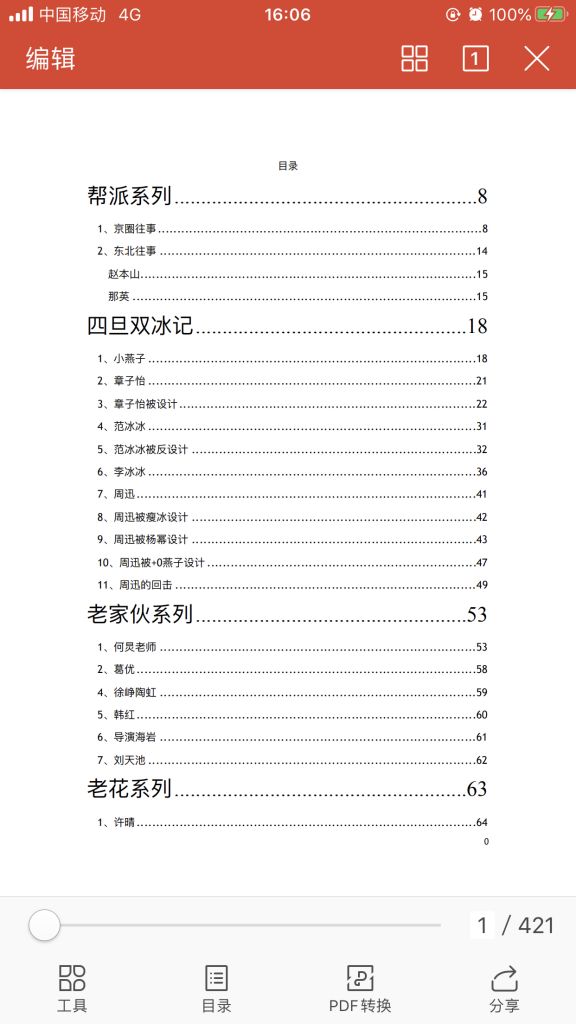 中国移动 4G 16:06 100%
编辑 1
目录
帮派系列........................................................8
1、京圈往事........................................................8
2、东北往事........................................................14
赵本山........................................................15
那英........................................................15
四旦双冰记........................................................18
1、小燕子........................................................18
2、章子怡........................................................21
3、章子怡被设计........................................................22
4、范冰冰........................................................31
5、范冰冰被反设计........................................................32
6、李冰冰........................................................36
7、周迅........................................................41
8、周迅被瘦冰设计........................................................42
9、周迅被杨幂设计........................................................43
10、周迅被+0燕子设计........................................................47
11、周迅的回击........................................................49
老家伙系列........................................................53
1、何炅老师........................................................53
2、葛优........................................................58
4、徐峥陶虹........................................................59
5、韩红........................................................60
6、导演海岩........................................................61
7、刘天池........................................................62
老花系列........................................................63
1、许晴........................................................64
0
1 / 421
工具 目录 PDF转换 分享